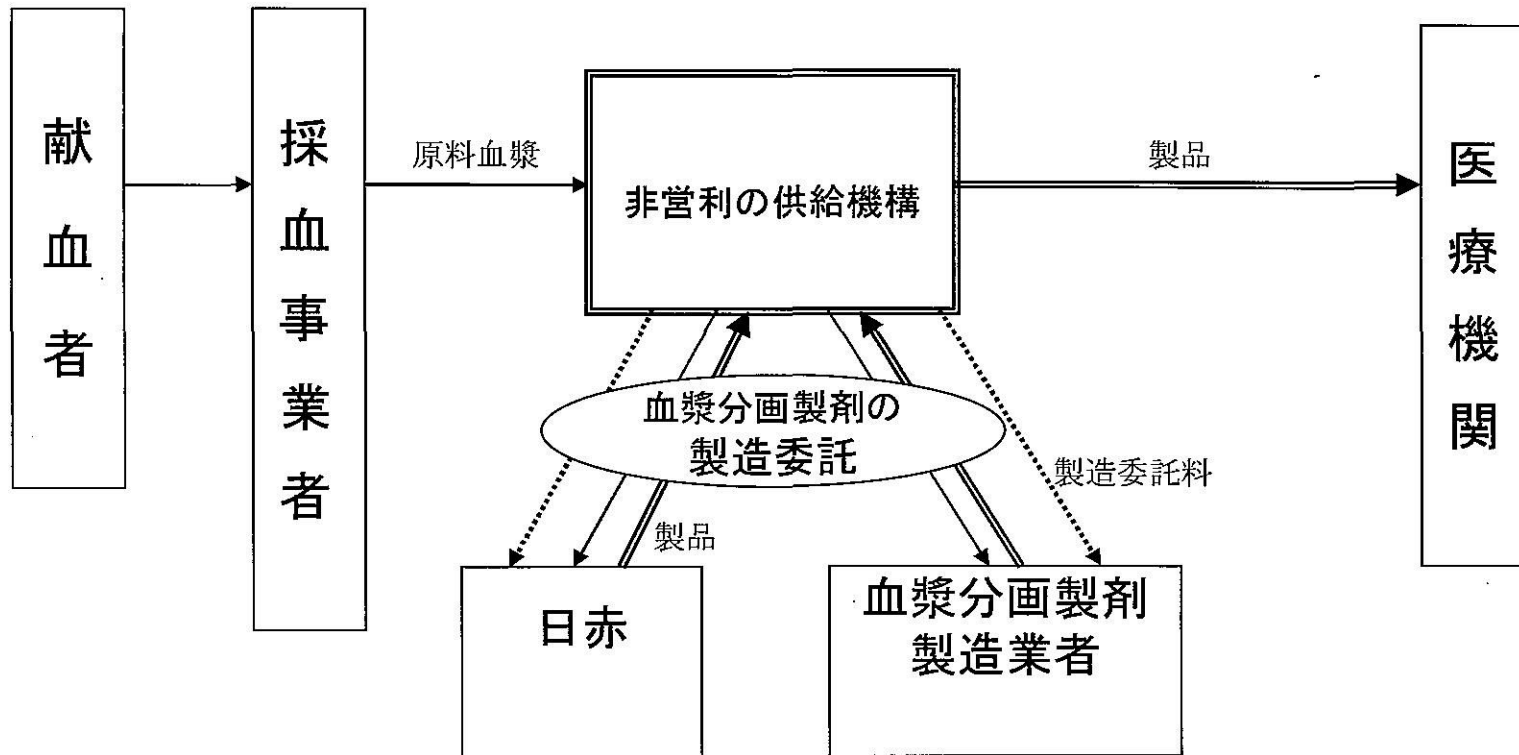 献血者
採血事業者
原料血漿
非営利の供給機構
製品
医療機関
血漿分画製剤の
製造委託
製造委託料
製品
日赤
血漿分画製剤
製造業者